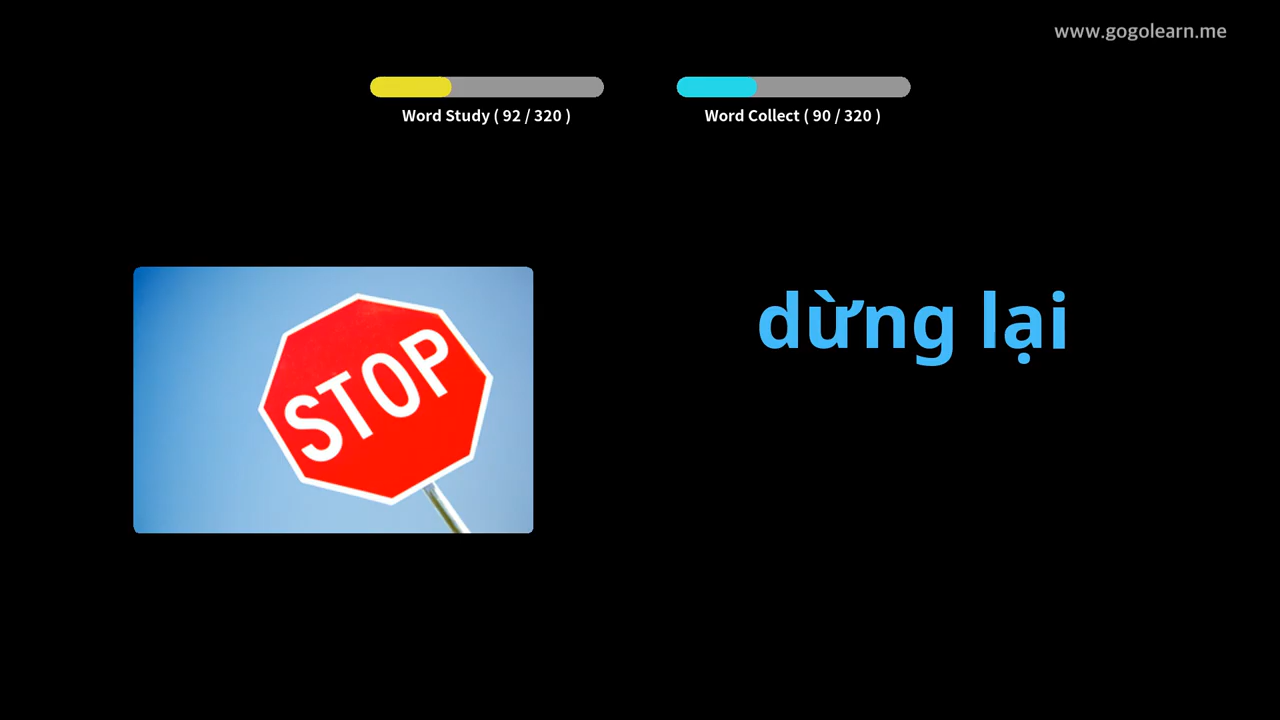 www.gogolearn.me
Word Study ( 92 / 320 )
Word Collect ( 90 / 320 )
STOP
dừng lại